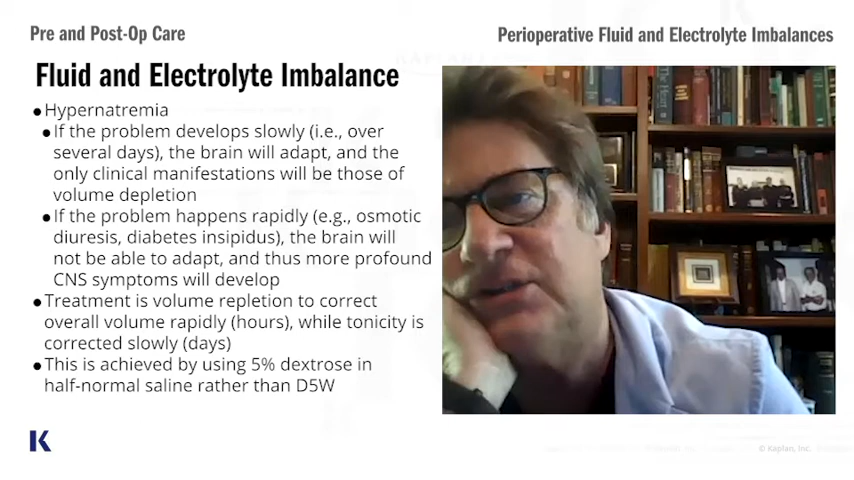 Pre and Post-Op Care
Perioperative Fluid and Electrolyte Imbalances
Fluid and Electrolyte Imbalance
●Hypernatremia
●If the problem develops slowly (i.e., over
several days), the brain will adapt, and the
only clinical manifestations will be those of
volume depletion
●If the problem happens rapidly (e.g., osmotic
diuresis, diabetes insipidus), the brain will
not be able to adapt, and thus more profound
CNS symptoms will develop
●Treatment is volume repletion to correct
overall volume rapidly (hours), while tonicity is
corrected slowly (days)
●This is achieved by using 5% dextrose in
half-normal saline rather than D5W
K
© Kaplan, Inc.